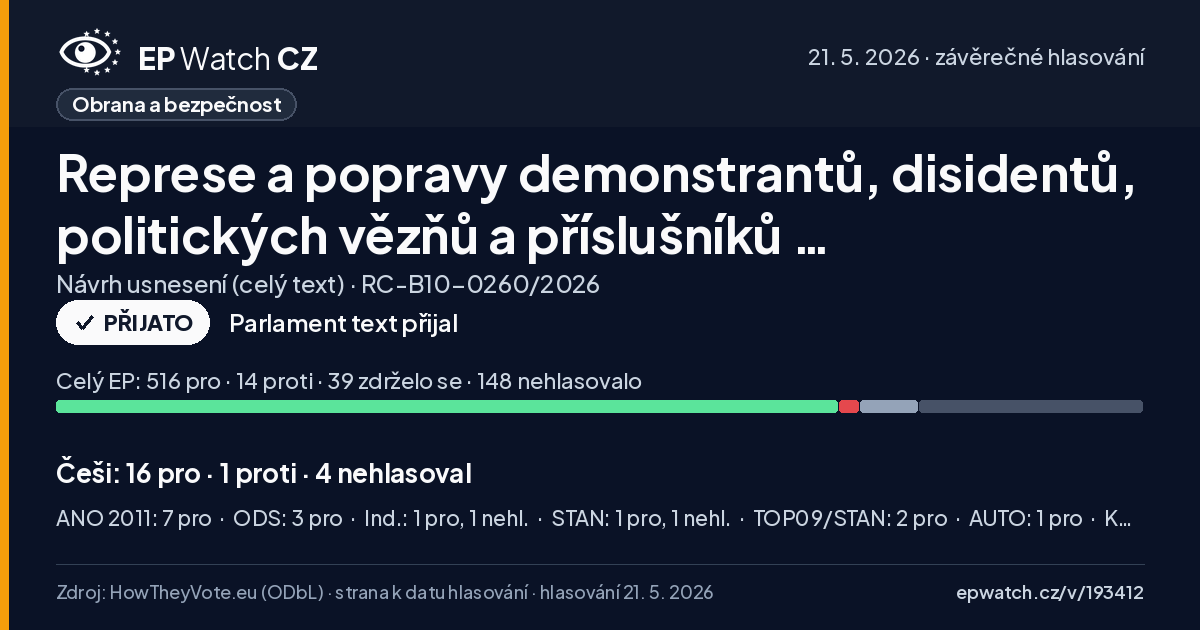 EP Watch CZ
21. 5. 2026 · závěrečné hlasování
Obrana a bezpečnost
Represe a popravy demonstrantů, disidentů,
politických vězňů a příslušníků …
Návrh usnesení (celý text) · RC-B10-0260/2026
✓ PŘIJATO Parlament text přijal
Celý EP: 516 pro · 14 proti · 39 zdrželo se · 148 nehlasovalo
Češi: 16 pro · 1 proti · 4 nehlasoval
ANO 2011: 7 pro · ODS: 3 pro · Ind.: 1 pro, 1 nehl. · STAN: 1 pro, 1 nehl. · TOP09/STAN: 2 pro · AUTO: 1 pro · K…
Zdroj: HowTheyVote.eu (ODbL) · strana k datu hlasování · hlasování 21. 5. 2026
epwatch.cz/v/193412